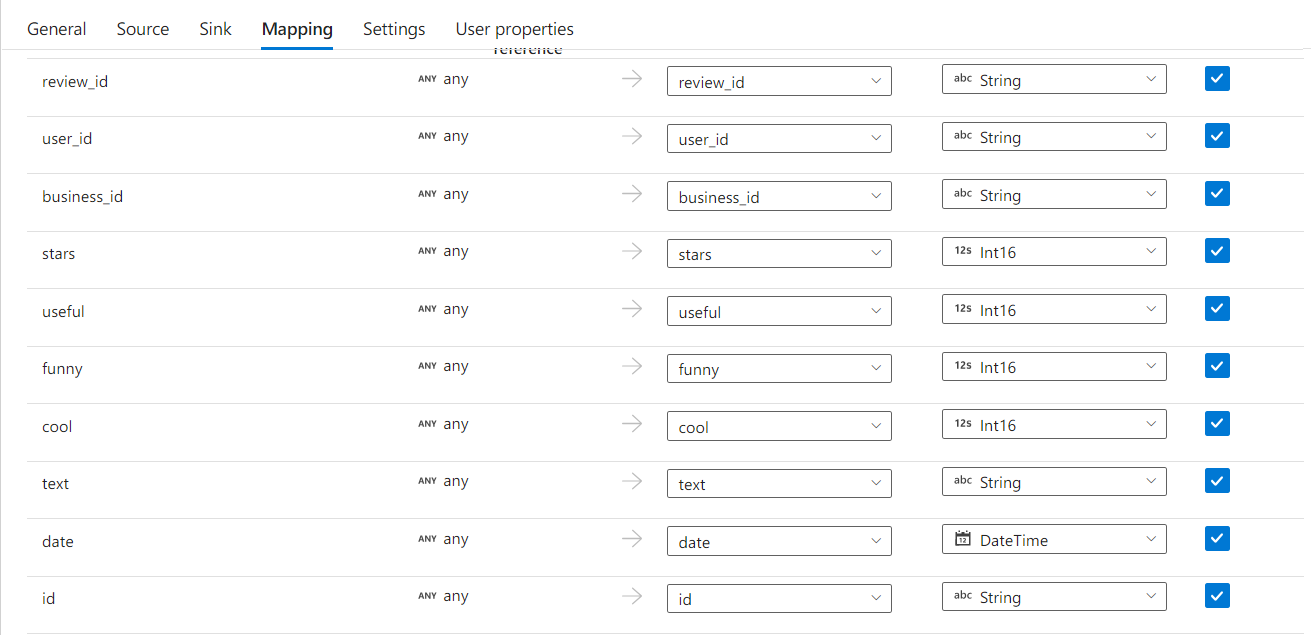 General Source Sink Mapping Settings User properties
reference
review_id ANY any review_id abc String
user_id ANY any user_id abc String
business_id ANY any business_id abc String
stars ANY any stars 12s Int16
useful ANY any useful 12s Int16
funny ANY any funny 12s Int16
cool ANY any cool 12s Int16
text ANY any text abc String
date ANY any date 12 DateTime
id ANY any id abc String